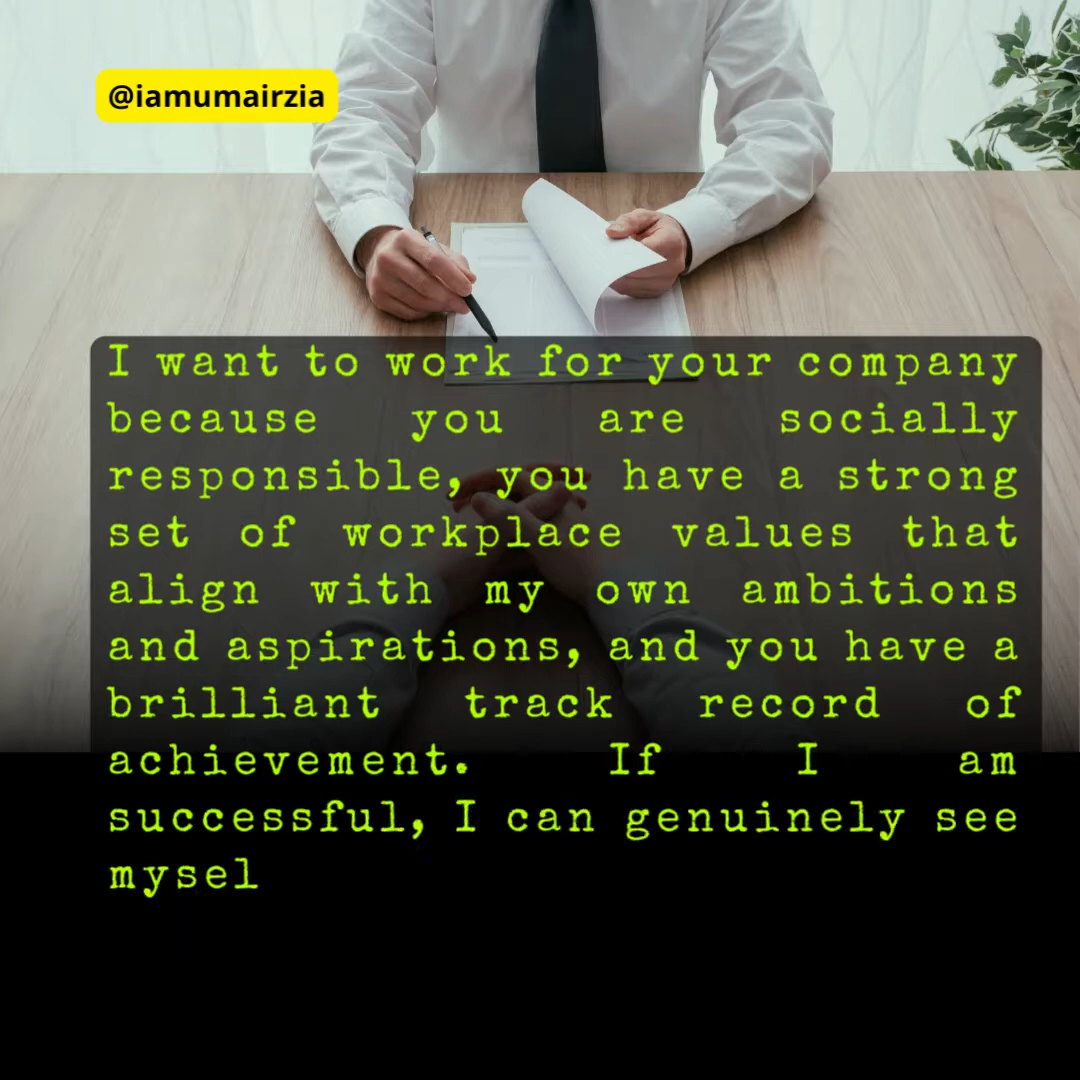 @iamumairzia
I want to work for your company
because you are socially
responsible, you have a strong
set of workplace values that
align with my own ambitions
and aspirations, and you have a
brilliant track record of
achievement. If I am
successful, I can genuinely see
mysel